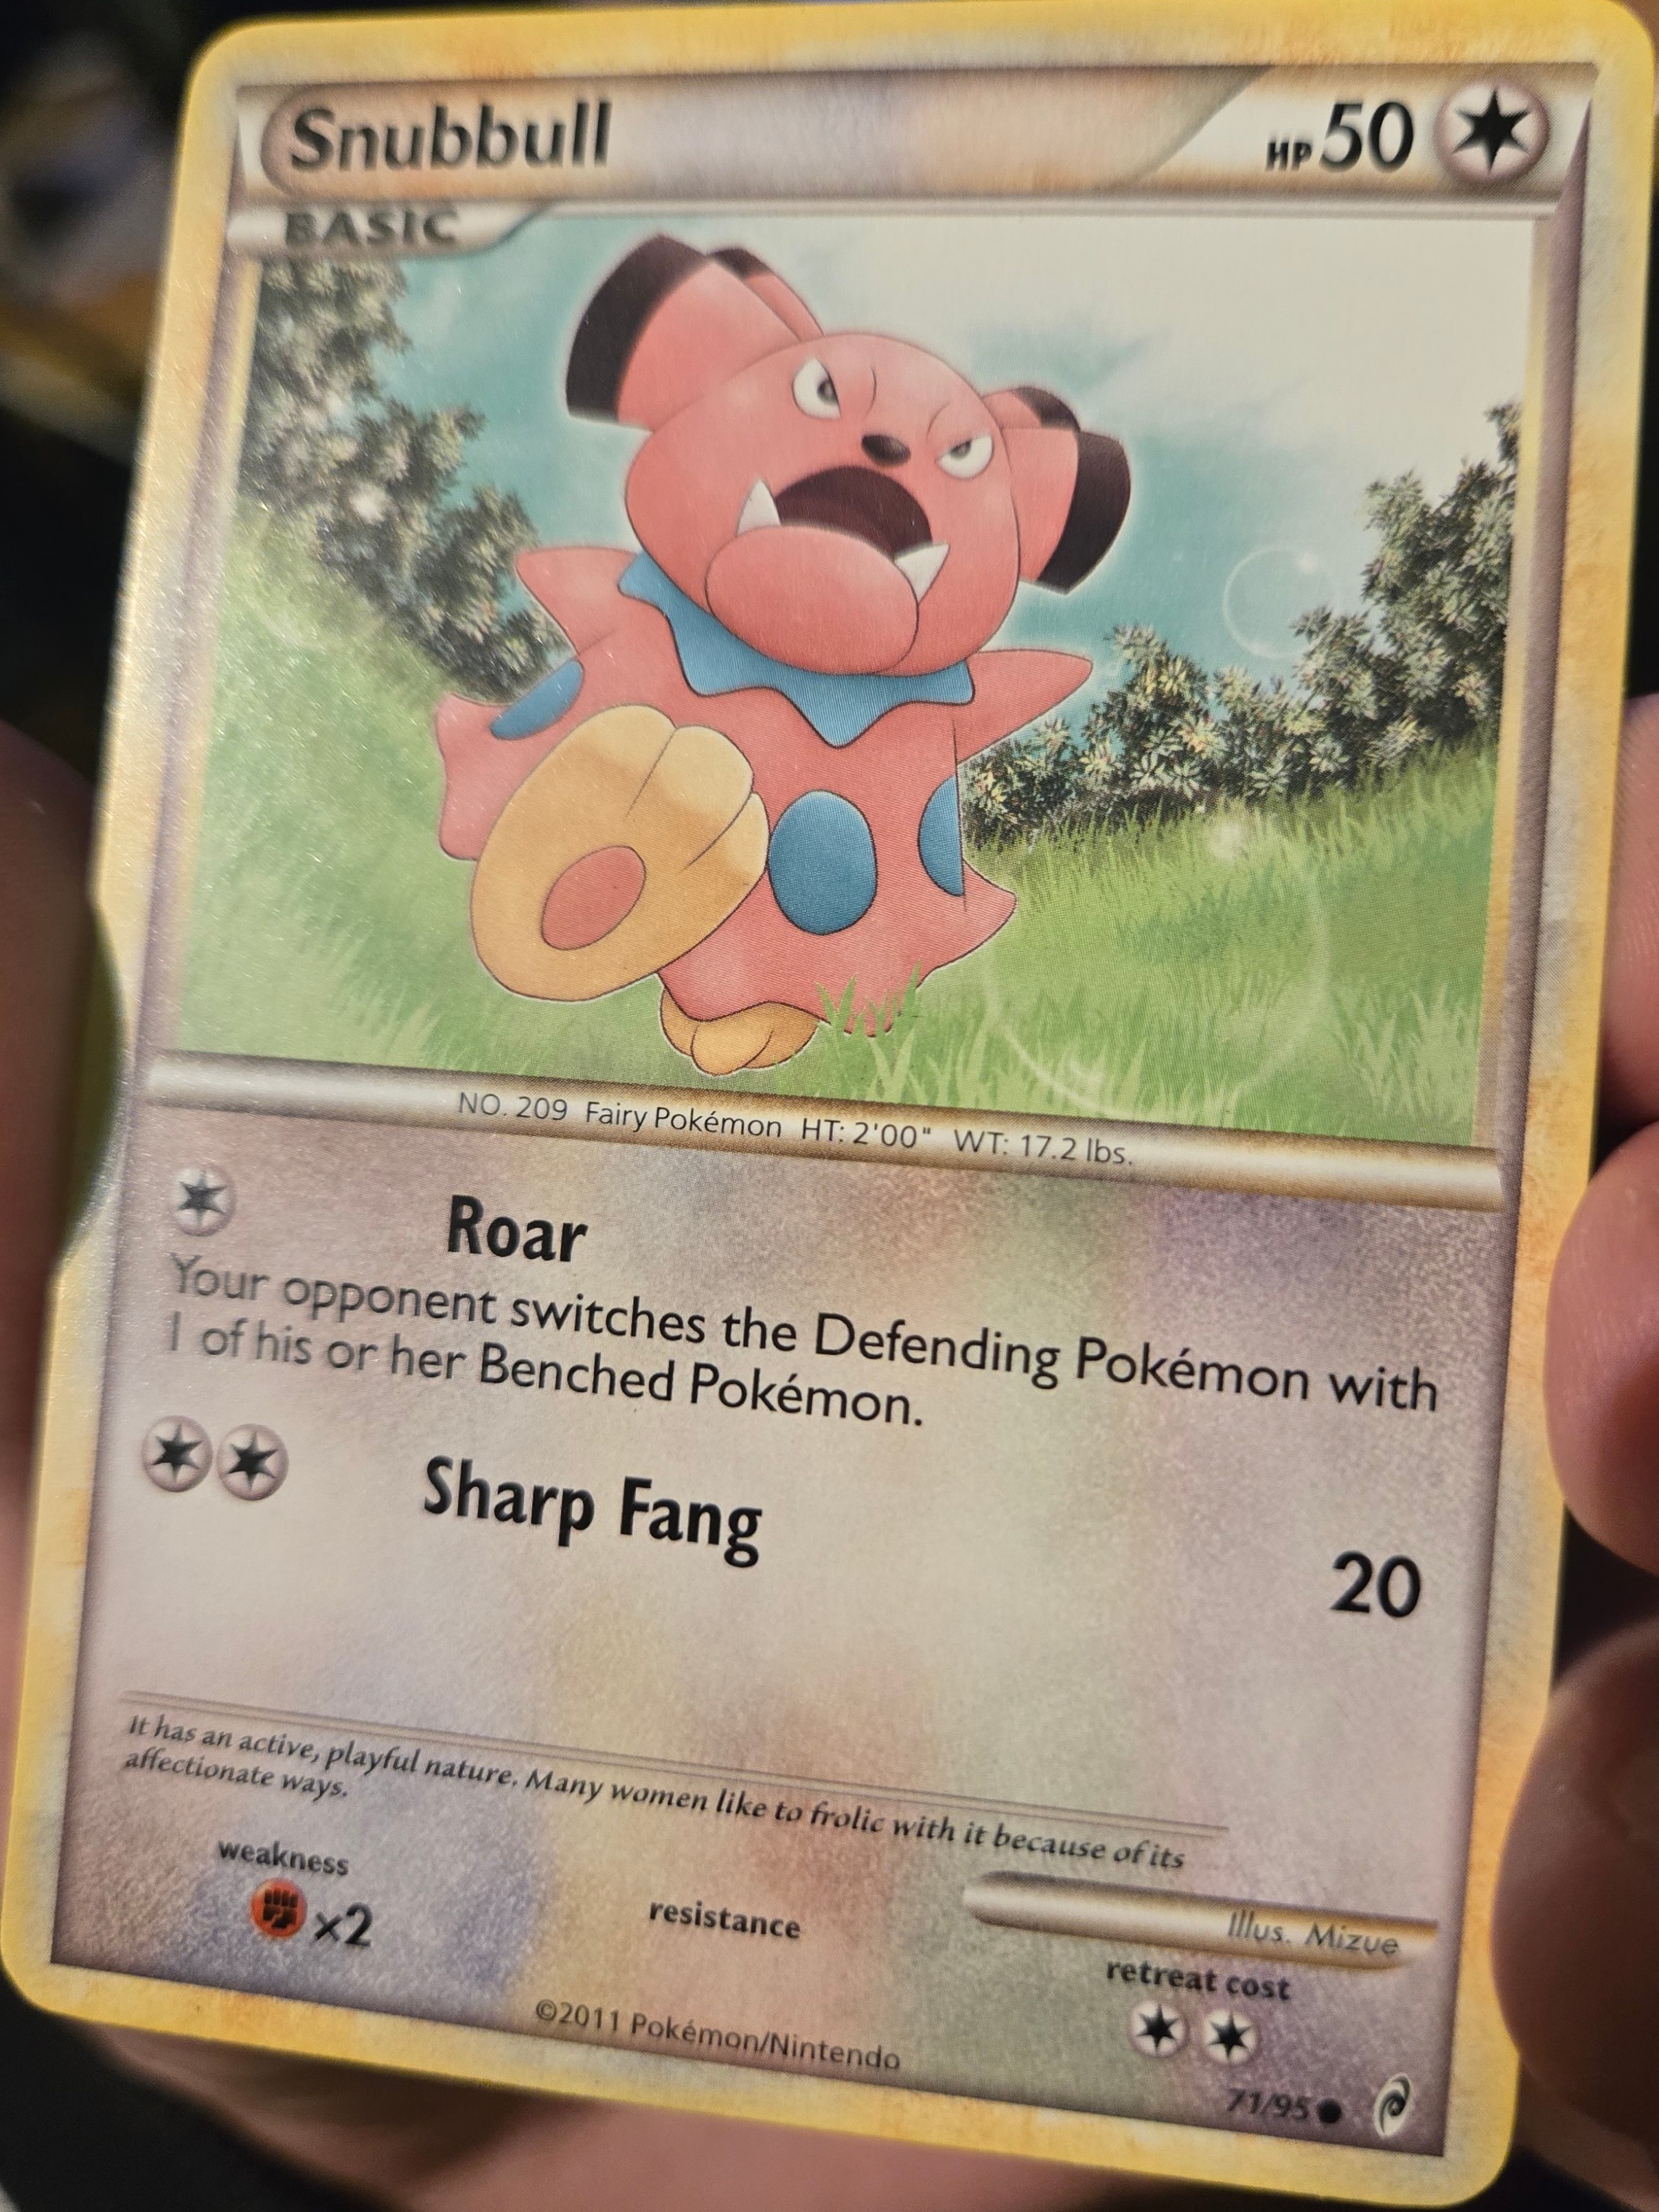 Snubbull HP 50
BASIC
NO. 209 Fairy Pokémon HT: 2'00" WT: 17.2 lbs.
Roar
Your opponent switches the Defending Pokémon with
1 of his or her Benched Pokémon.
Sharp Fang 20
It has an active, playful nature. Many women like to frolic with it because of its
affectionate ways.
weakness
x2
resistance
Illus. Mizue
retreat cost
©2011 Pokémon/Nintendo
71/95